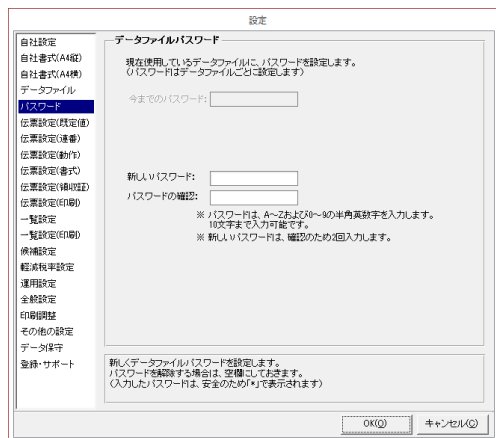 設定
自社設定
自社書式(A4縦)
自社書式(A4横)
データファイル
パスワード
伝票設定(既定値)
伝票設定(連番)
伝票設定(動作)
伝票設定(書式)
伝票設定(領収証)
伝票設定(印刷)
一覧設定
一覧設定(印刷)
候補設定
軽減税率設定
運用設定
全般設定
印刷調整
その他の設定
データ保守
登録・サポート
データファイルパスワード
現在使用しているデータファイルに、パスワードを設定します。
(パスワードはデータファイルごとに設定します)
今までのパスワード:
新しいパスワード:
パスワードの確認:
※ パスワードは、A～Zおよび0～9の半角英数字を入力します。
10文字まで入力可能です。
※ 新しいパスワードは、確認のため2回入力します。
新しくデータファイルパスワードを設定します。
パスワードを解除する場合は、空欄にしておきます。
(入力したパスワードは、安全のため「*」で表示されます)
OK(O)
キャンセル(C)